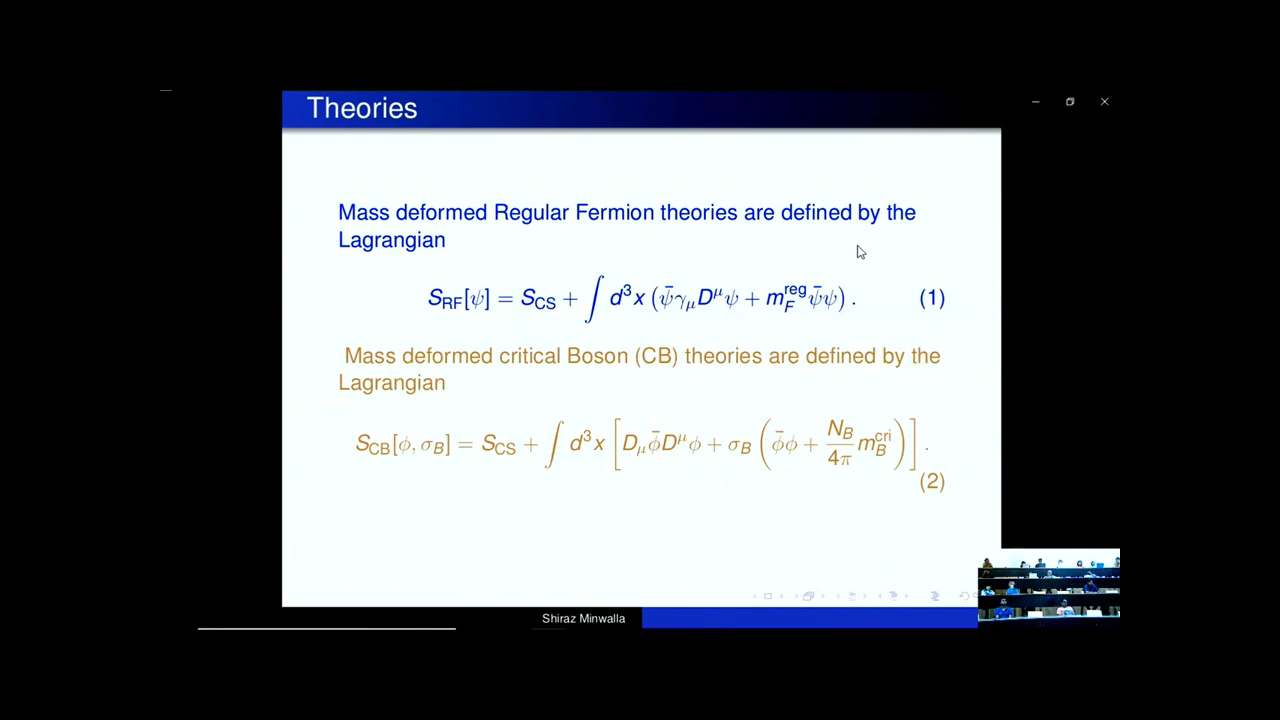 Theories
Mass deformed Regular Fermion theories are defined by the
Lagrangian
S_RF[ψ] = S_CS + ∫ d³x (ψ̄γ_μD^μψ + m_F^reg ψ̄ψ) . (1)
Mass deformed critical Boson (CB) theories are defined by the
Lagrangian
S_CB[ϕ, σ_B] = S_CS + ∫ d³x [D_μϕ̄D^μϕ + σ_B (ϕ̄ϕ + N_B/4π m_B^cri)] .
(2)
Shiraz Minwalla